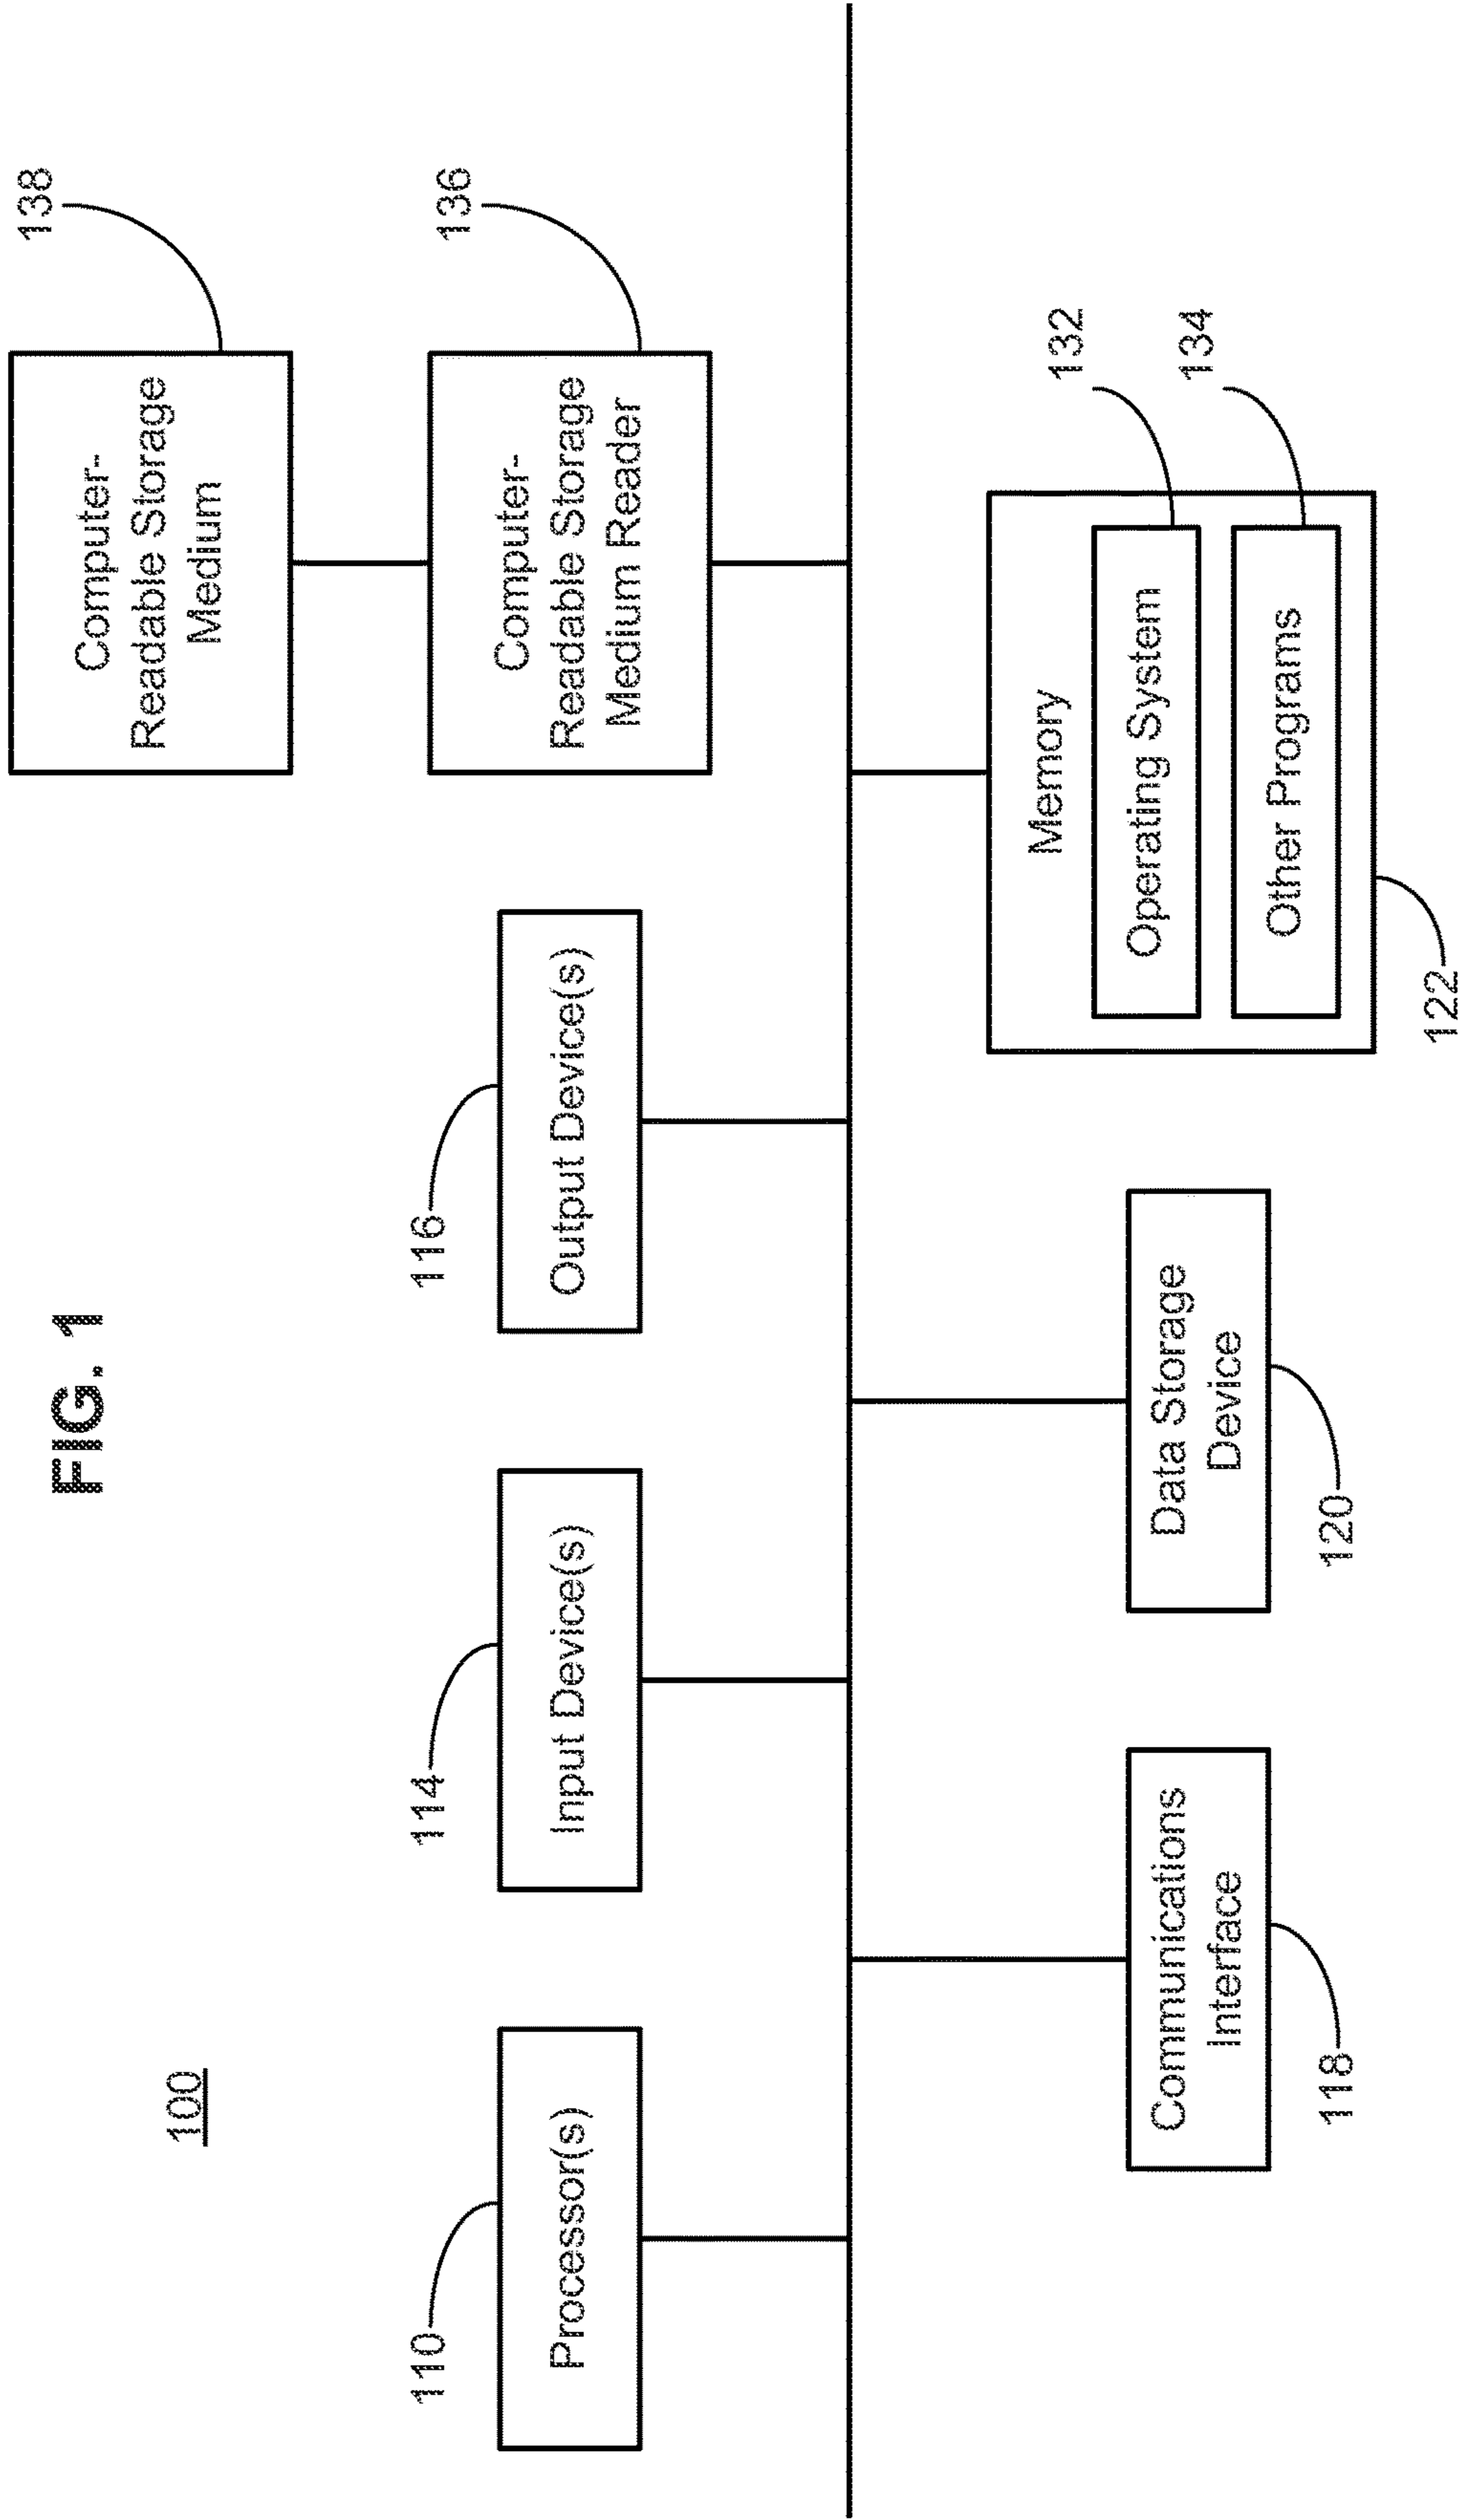 FIG. 1
100
138
Computer-
Readable Storage
Medium
110
114
116
136
Processor(s)
Input Device(s)
Output Device(s)
Computer-
Readable Storage
Medium Reader
Communications
Interface
118
Data Storage
Device
120
Memory
132
Operating System
134
Other Programs
122